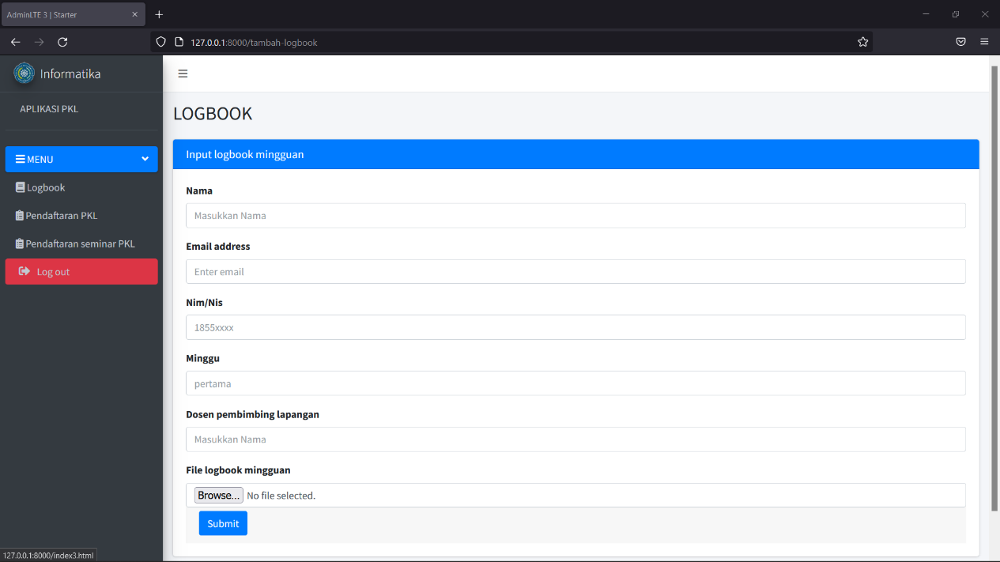 AdminLTE 3 | Starter
127.0.0.1:8000/tambah-logbook
Informatika
APLIKASI PKL
MENU
Logbook
Pendaftaran PKL
Pendaftaran seminar PKL
Log out
LOGBOOK
Input logbook mingguan
Nama
Masukkan Nama
Email address
Enter email
Nim/Nis
1855xxxx
Minggu
pertama
Dosen pembimbing lapangan
Masukkan Nama
File logbook mingguan
Browse... No file selected.
Submit
127.0.0.1:8000/index3.html